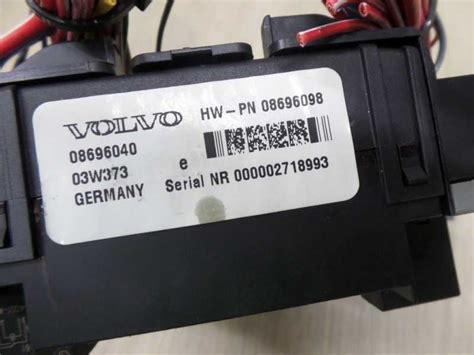 VOLVO
HW-PN 08696098
08696040
03W373
e
GERMANY
Serial NR 000002718993